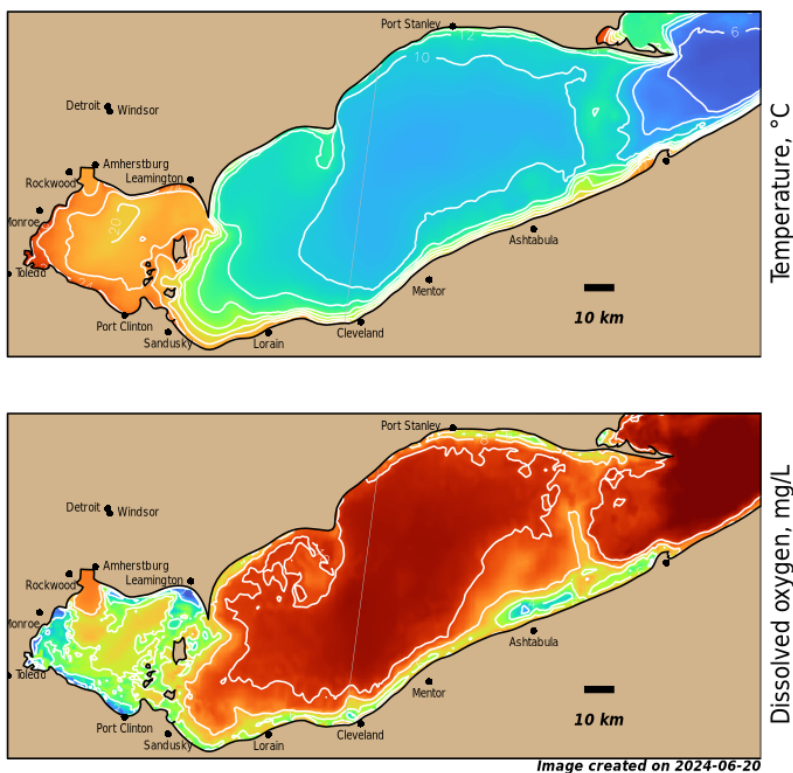 Port Stanley
12
6
10
Detroit
Windsor
Amherstburg
Rockwood
Leamington
Monroe
20
Toledo
24
Ashtabula
Mentor
Port Clinton
Sandusky
Lorain
Cleveland
10 km
Temperature, °C
Port Stanley
8
Detroit
Windsor
Amherstburg
Rockwood
Leamington
Monroe
Toledo
Ashtabula
Mentor
Port Clinton
Sandusky
Lorain
Cleveland
10 km
Dissolved oxygen, mg/L
Image created on 2024-06-20